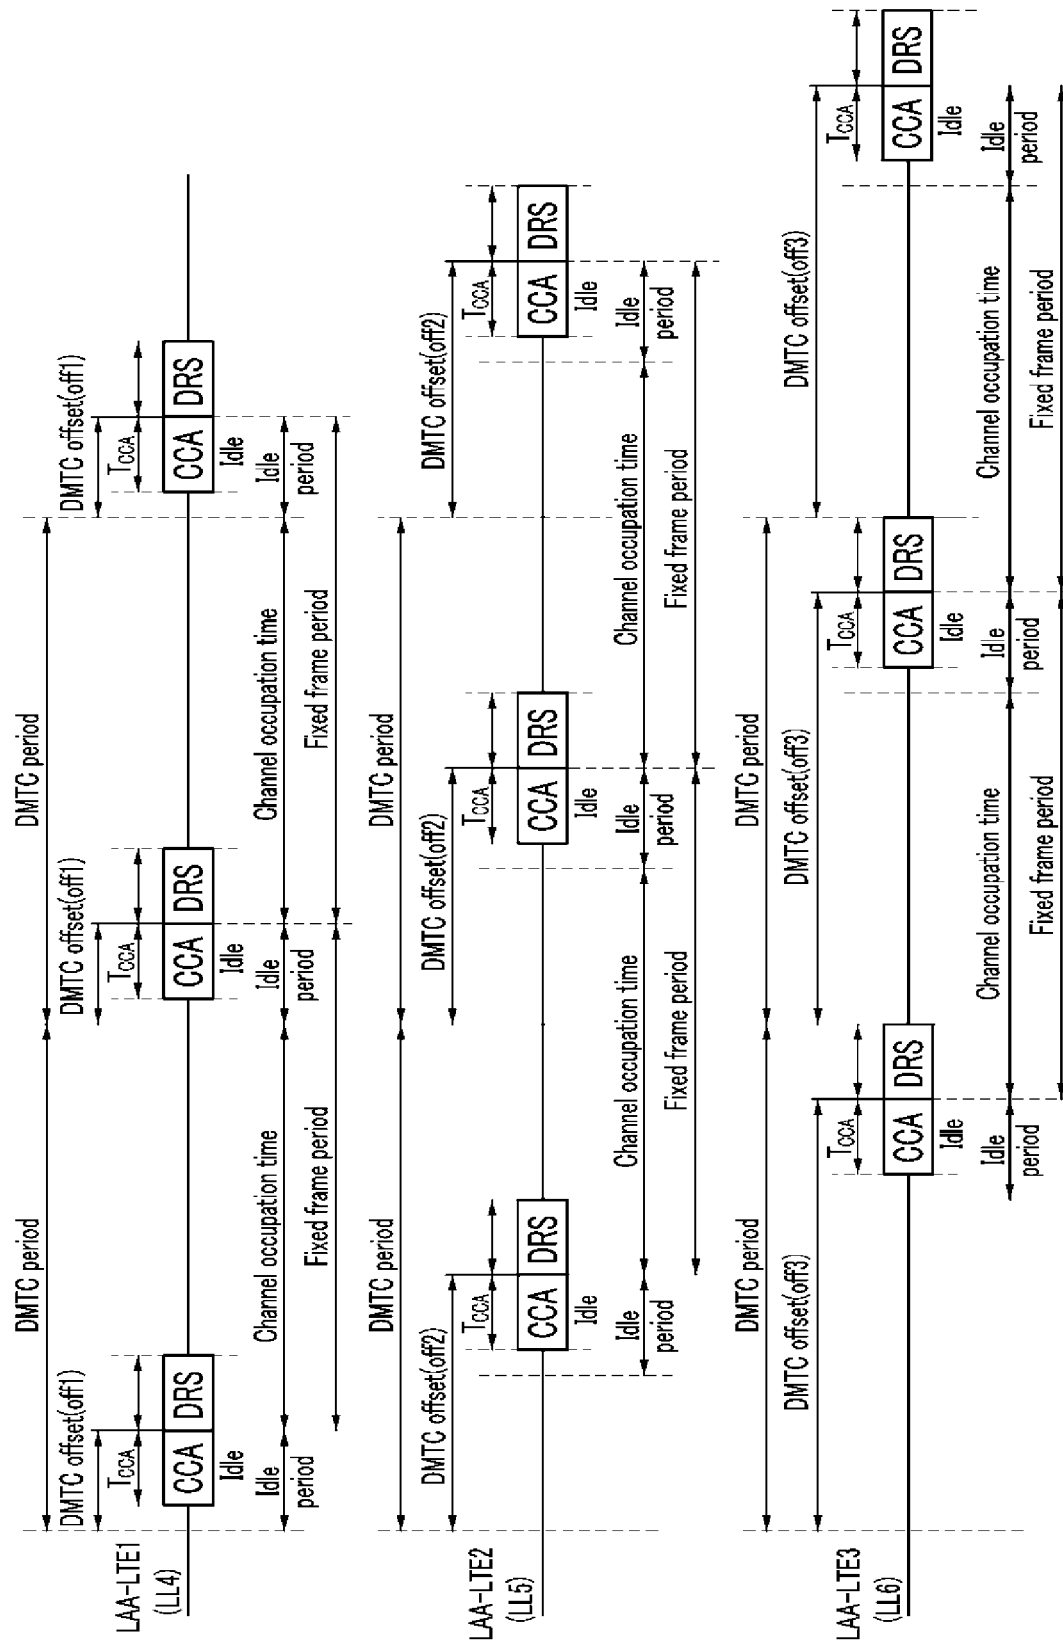 LAA-LTE1
(LL4)
DMTC period
DMTC period
DMTC offset(off1)
DMTC offset(off1)
DMTC offset(off1)
TCCA
TCCA
TCCA
CCA
DRS
CCA
DRS
CCA
DRS
Idle
Idle
Idle
Idle
period
Channel occupation time
Idle
period
Channel occupation time
Idle
period
Fixed frame period
Fixed frame period
LAA-LTE2
(LL5)
DMTC period
DMTC period
DMTC offset(off2)
DMTC offset(off2)
DMTC offset(off2)
TCCA
TCCA
TCCA
CCA
DRS
CCA
DRS
CCA
DRS
Idle
Idle
Idle
Idle
period
Channel occupation time
Idle
period
Channel occupation time
Idle
period
Fixed frame period
Fixed frame period
LAA-LTE3
(LL6)
DMTC period
DMTC period
DMTC offset(off3)
DMTC offset(off3)
DMTC offset(off3)
TCCA
TCCA
TCCA
CCA
DRS
CCA
DRS
CCA
DRS
Idle
Idle
Idle
Idle
period
Channel occupation time
Idle
period
Channel occupation time
Idle
period
Fixed frame period
Fixed frame period